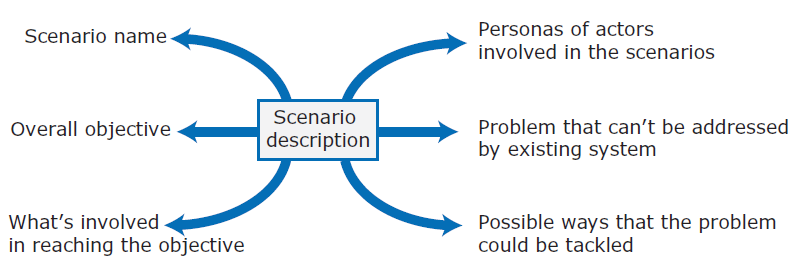 Scenario name
Personas of actors
involved in the scenarios
Scenario
description
Overall objective
Problem that can’t be addressed
by existing system
What’s involved
in reaching the objective
Possible ways that the problem
could be tackled